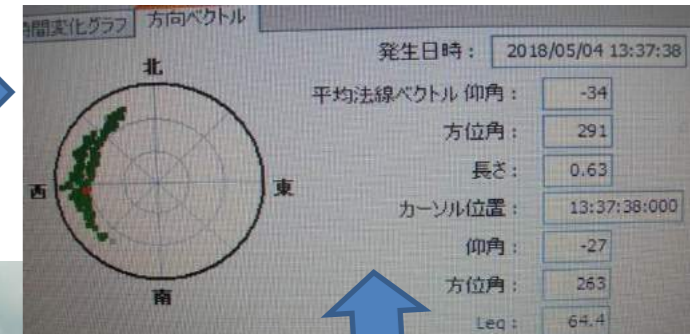 時間変化グラフ 方向ベクトル
発生日時： 2018/05/04 13:37:38
北
平均法線ベクトル 仰角： -34
方位角： 291
長さ： 0.63
西
東
カーソル位置： 13:37:38:000
仰角： -27
方位角： 263
南
Leq： 64.4